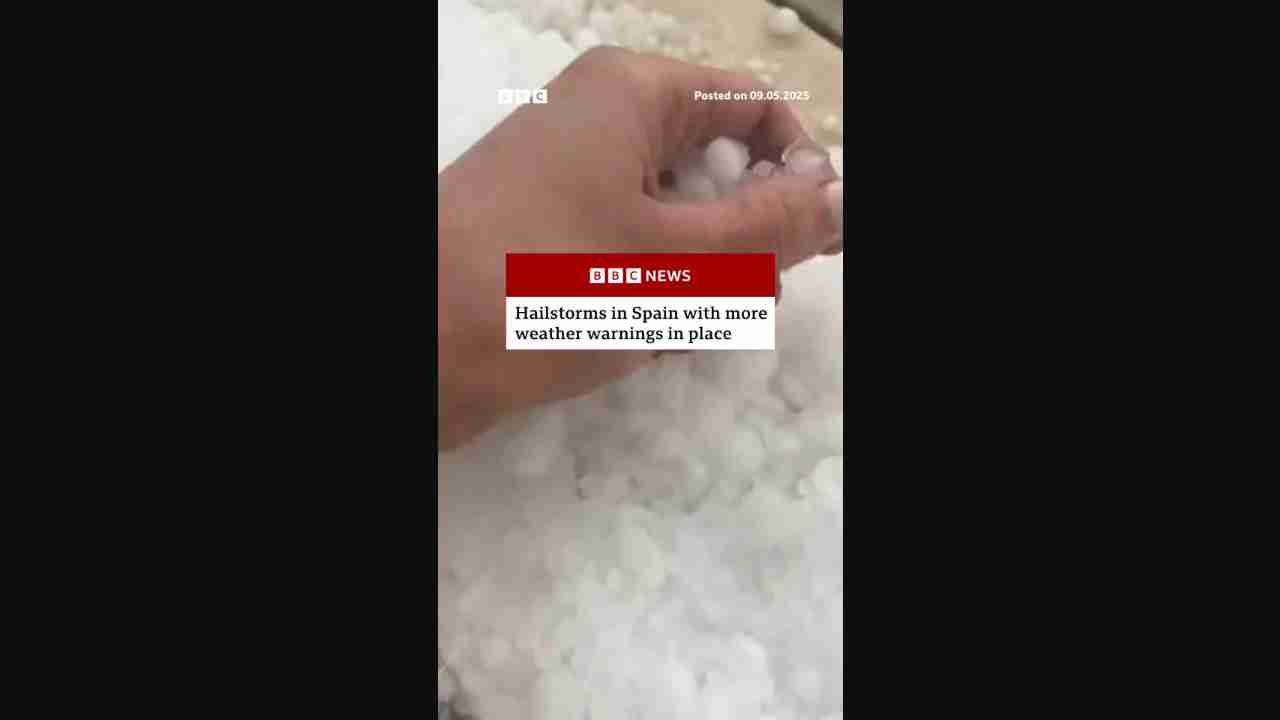 BBC
Posted on 09.05.2025
BBC NEWS
Hailstorms in Spain with more
weather warnings in place